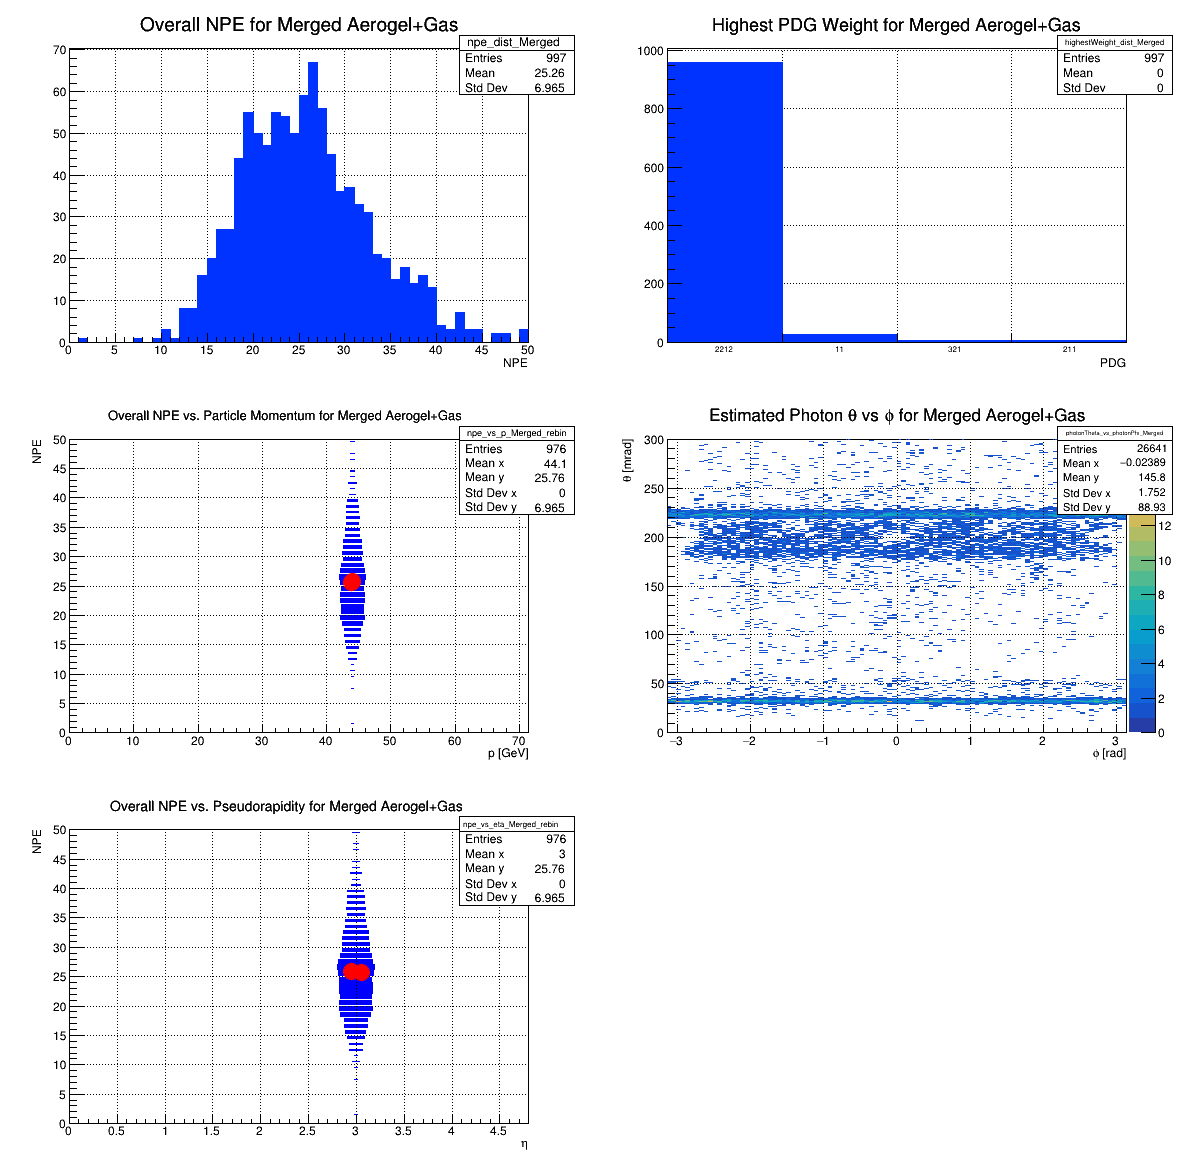 Overall NPE for Merged Aerogel+Gas
npe_dist_Merged
Entries 997
Mean 25.26
Std Dev 6.965
70
60
50
40
30
20
10
0
0 5 10 15 20 25 30 35 40 45 50
NPE
Highest PDG Weight for Merged Aerogel+Gas
highestWeight_dist_Merged
Entries 997
Mean 0
Std Dev 0
1000
800
600
400
200
0
2212 11 321 211
PDG
Overall NPE vs. Particle Momentum for Merged Aerogel+Gas
npe_vs_p_Merged_rebin
Entries 976
Mean x 44.1
Mean y 25.76
Std Dev x 0
Std Dev y 6.965
NPE
50
45
40
35
30
25
20
15
10
5
0
0 10 20 30 40 50 60 70
p [GeV]
Estimated Photon θ vs ϕ for Merged Aerogel+Gas
photonTheta_vs_photonPhi_Merged
Entries 26641
Mean x −0.02389
Mean y 145.8
Std Dev x 1.752
Std Dev y 88.93
θ [mrad]
300
250
200
150
100
50
0
−3 −2 −1 0 1 2 3
ϕ [rad]
12
10
8
6
4
2
0
Overall NPE vs. Pseudorapidity for Merged Aerogel+Gas
npe_vs_eta_Merged_rebin
Entries 976
Mean x 3
Mean y 25.76
Std Dev x 0
Std Dev y 6.965
NPE
50
45
40
35
30
25
20
15
10
5
0
0 0.5 1 1.5 2 2.5 3 3.5 4 4.5
η